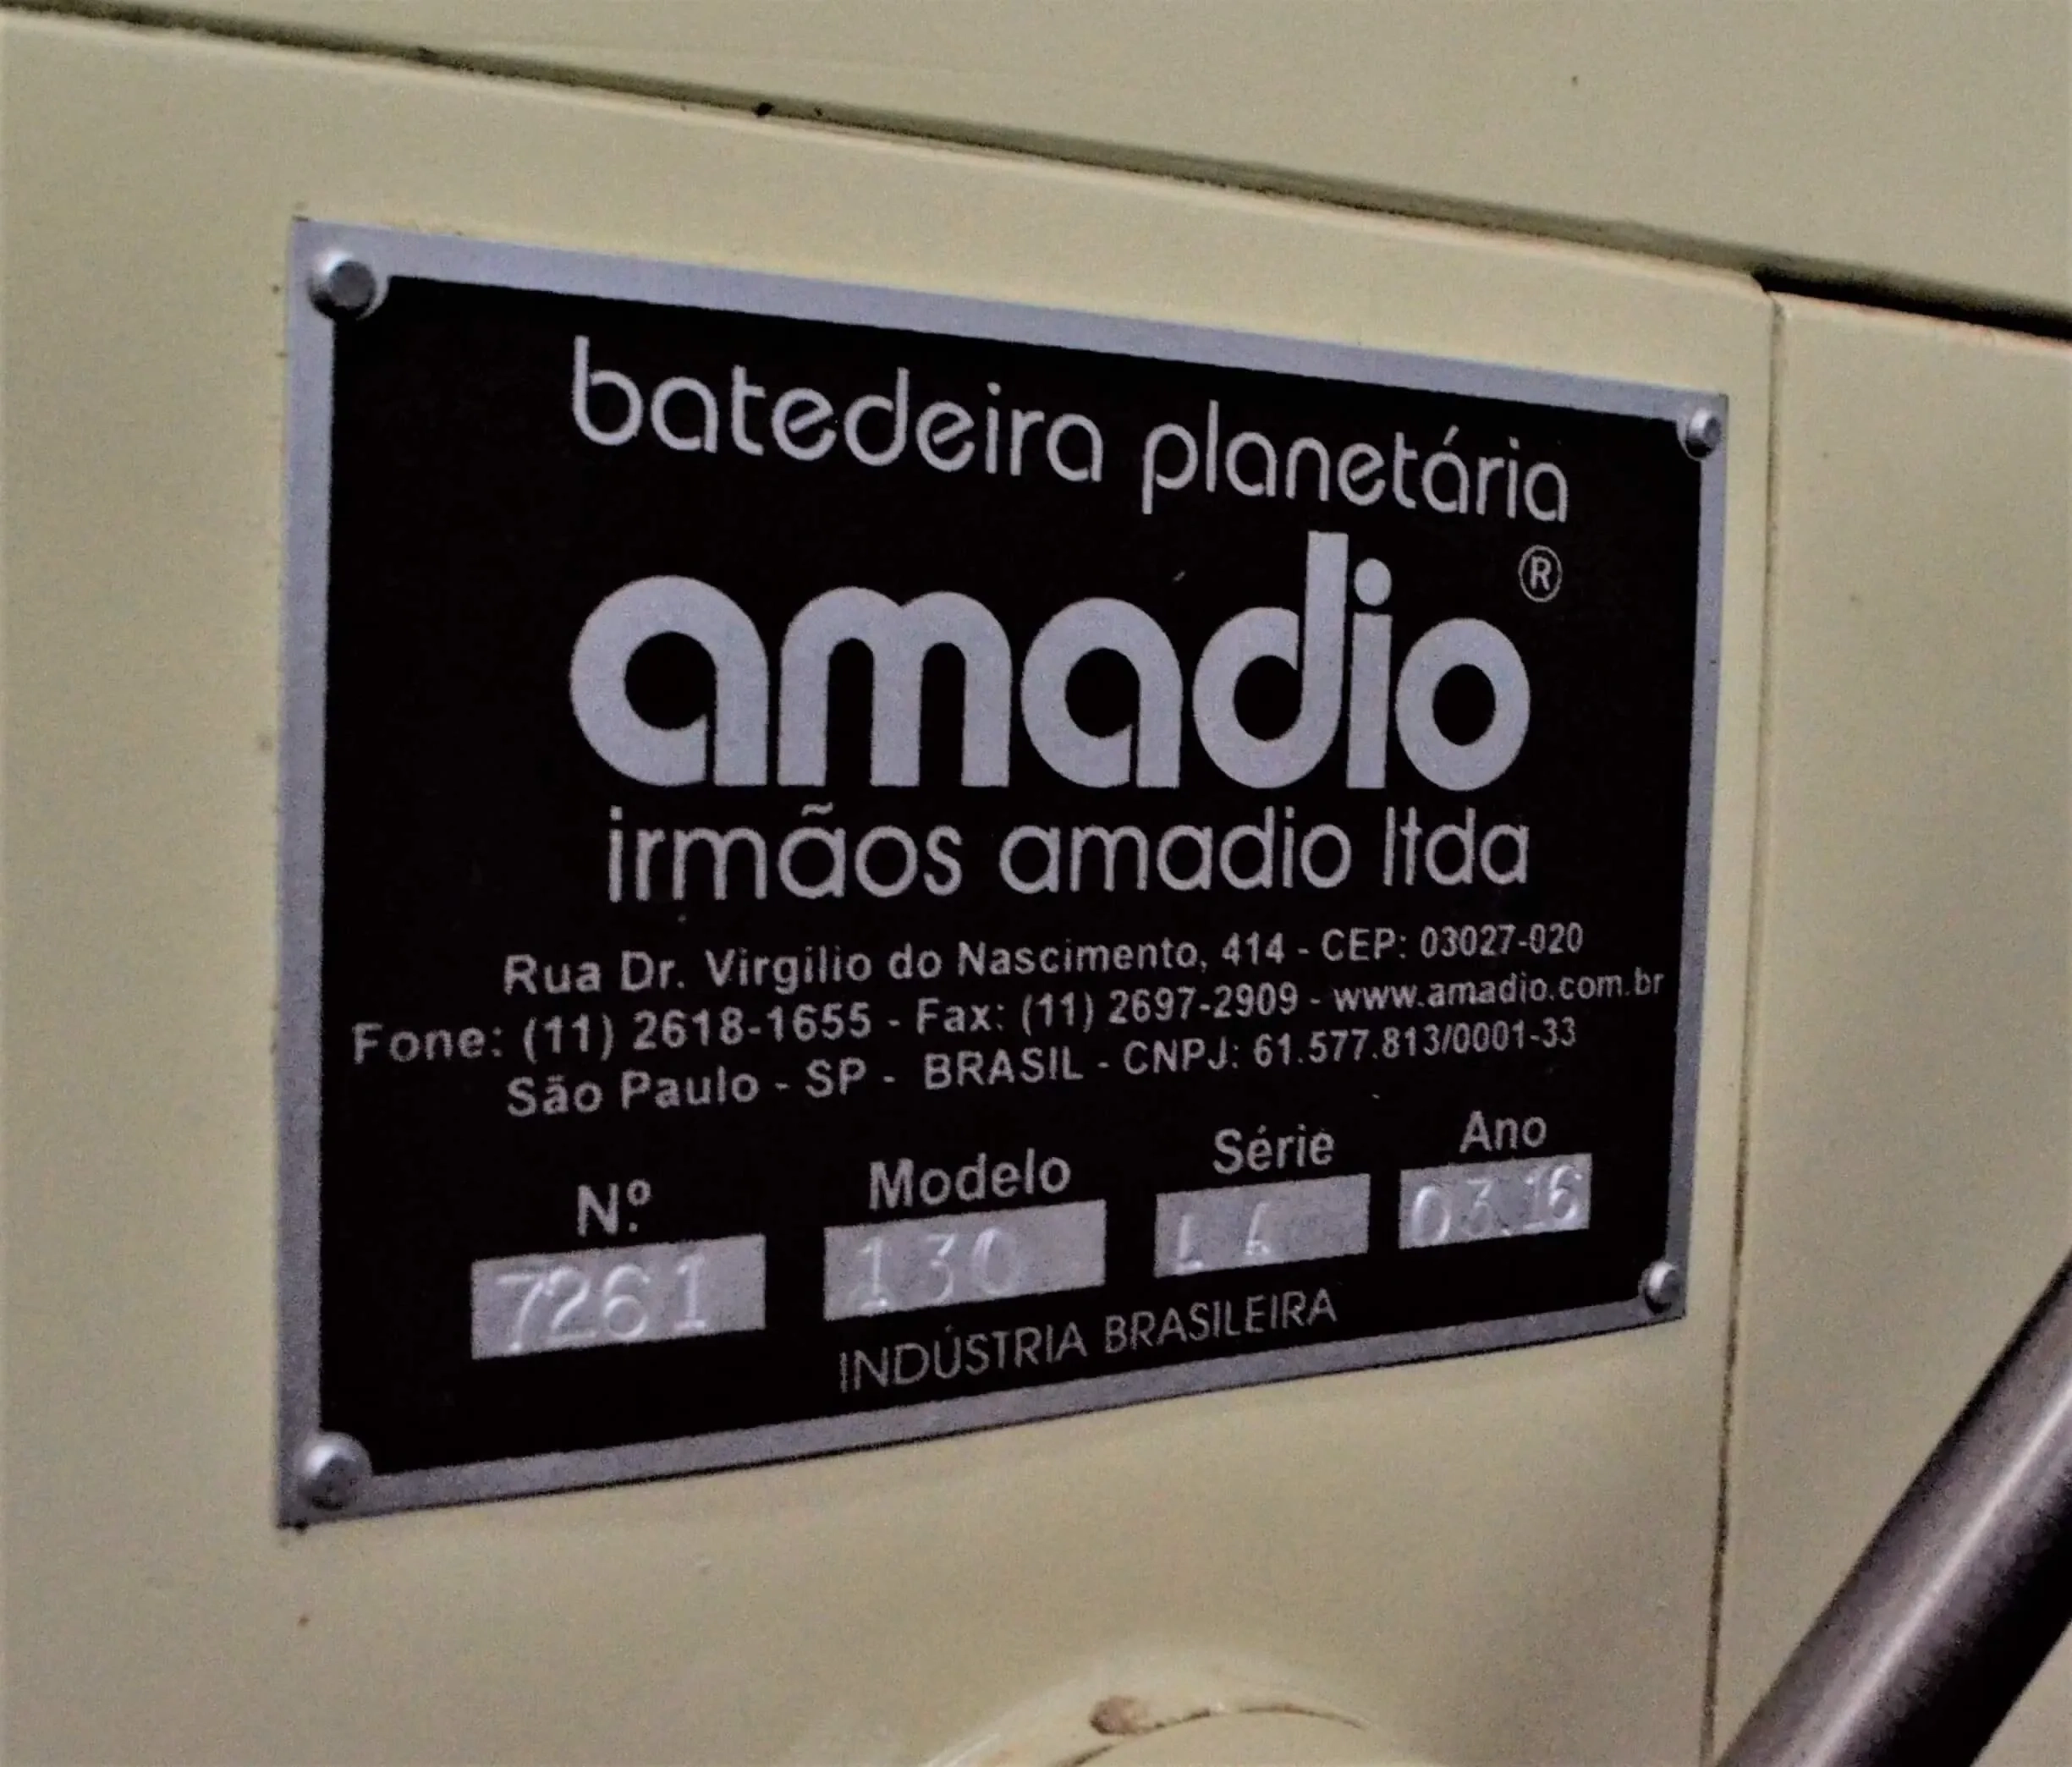 batedeira planetária
amadio ®
irmãos amadio ltda
Rua Dr. Virgilio do Nascimento, 414 - CEP: 03027-020
Fone: (11) 2618-1655 - Fax: (11) 2697-2909 - www.amadio.com.br
São Paulo - SP - BRASIL - CNPJ: 61.577.813/0001-33
Nº. Modelo Série Ano
7261 130 03.16
INDÚSTRIA BRASILEIRA